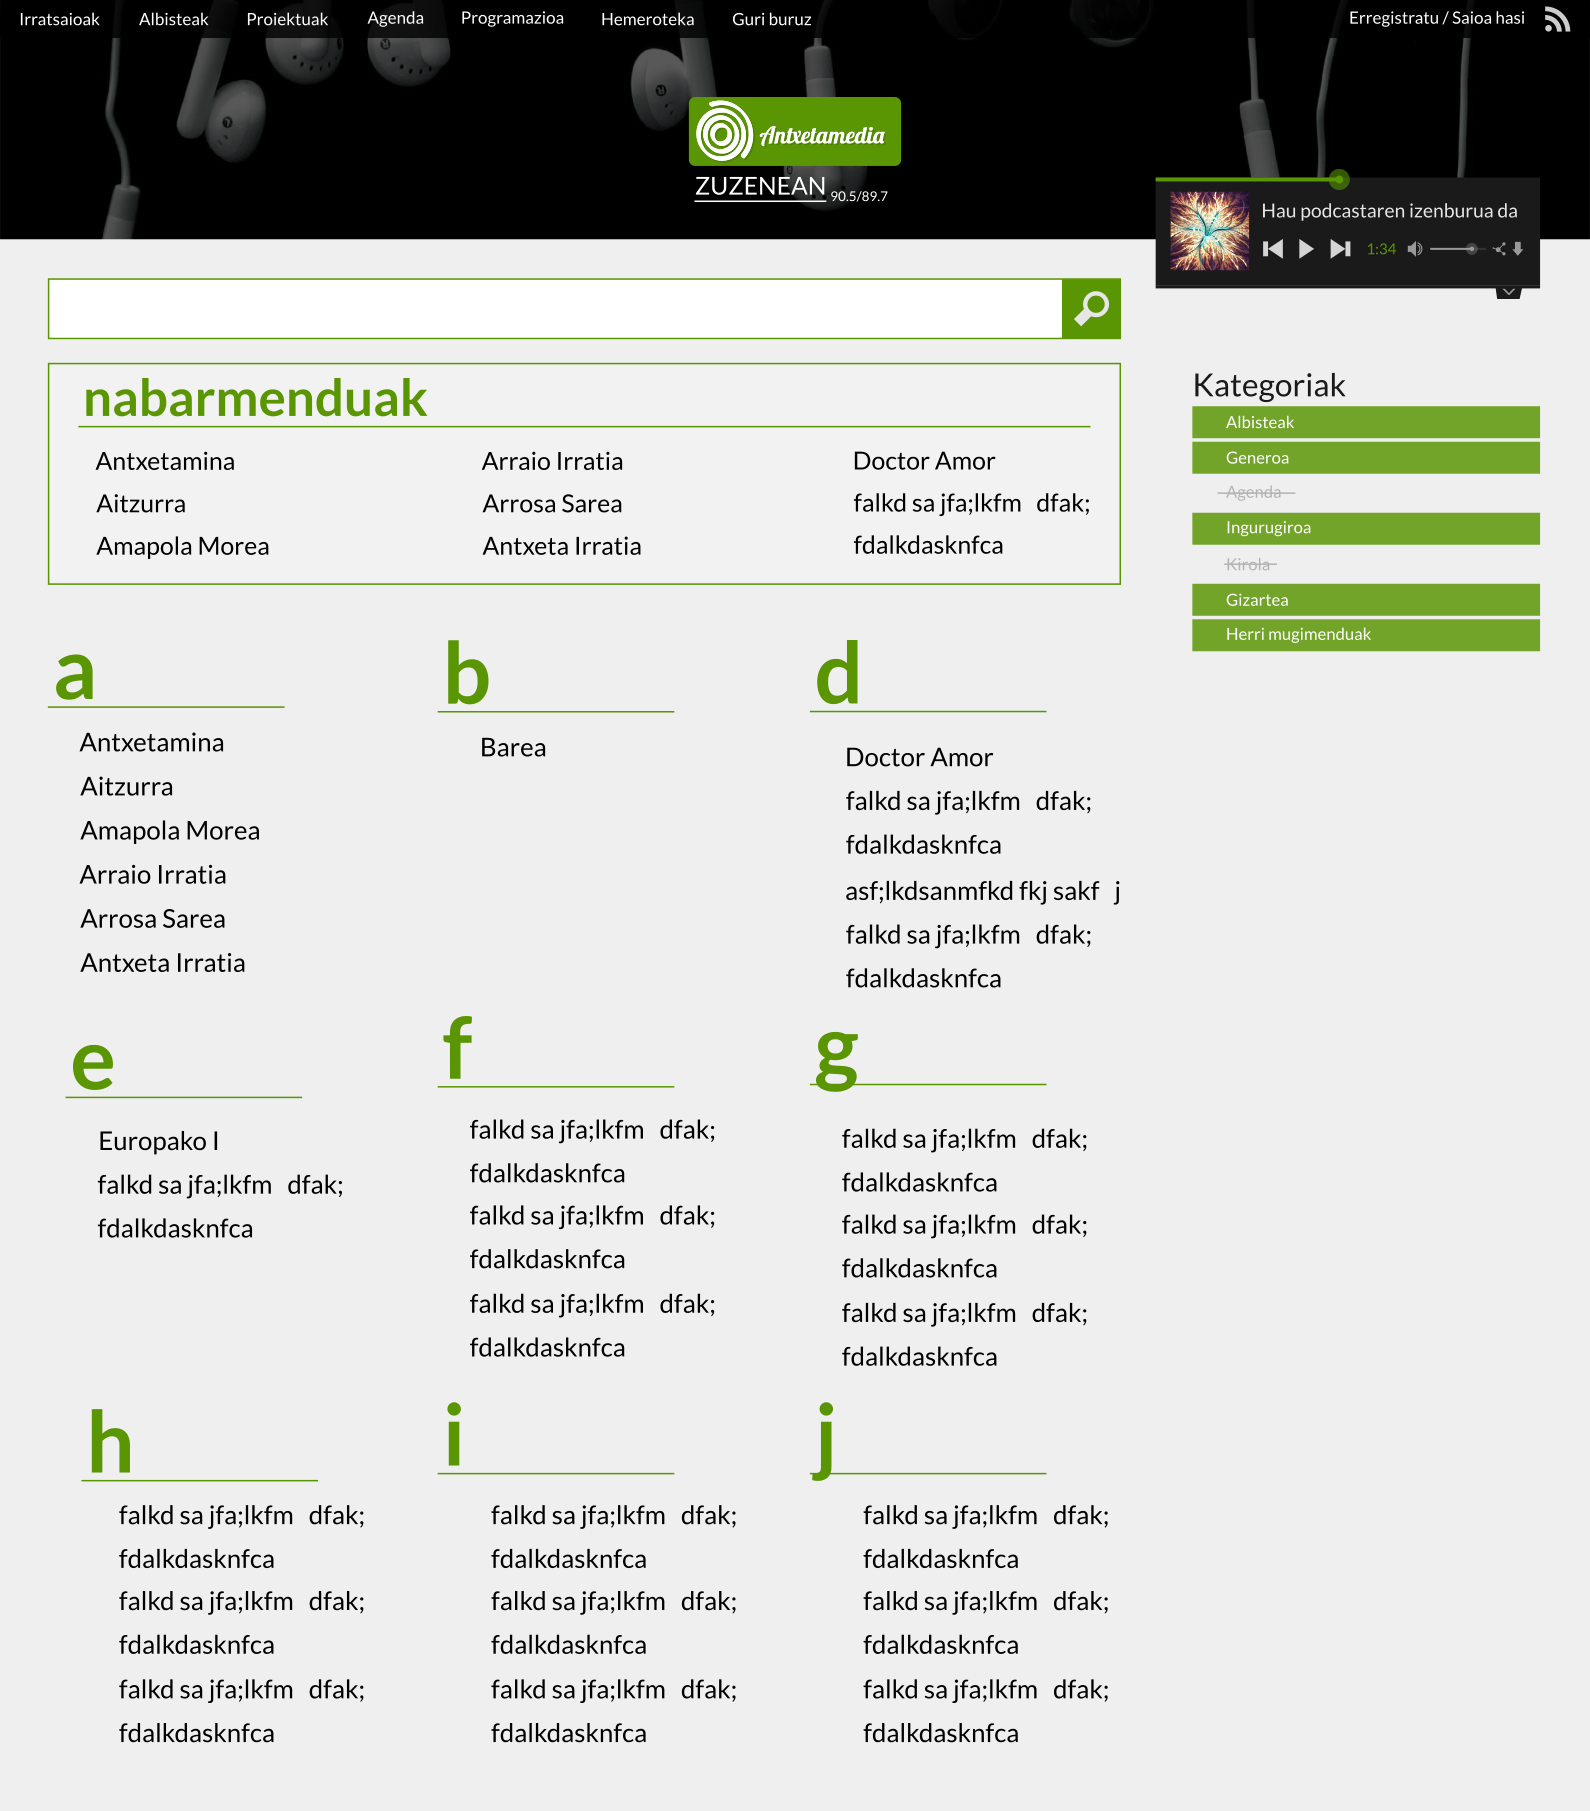 Irratsaioak Albisteak Proiektuak Agenda Programazioa Hemeroteka Guri buruz Erregistratu / Saioa hasi
Antxetamedia
ZUZENEAN 90.5/89.7
Hau podcastaren izenburua da
1:34
nabarmenduak
Antxetamina Arraio Irratia Doctor Amor
Aitzurra Arrosa Sarea falkd sa jfa;lkfm dfak;
Amapola Morea Antxeta Irratia fdalkdasknfca
Kategoriak
Albisteak
Generoa
Agenda
Ingurugiroa
Kirola
Gizartea
Herri mugimenduak
a
Antxetamina
Aitzurra
Amapola Morea
Arraio Irratia
Arrosa Sarea
Antxeta Irratia
b
Barea
d
Doctor Amor
falkd sa jfa;lkfm dfak;
fdalkdasknfca
asf;lkdsanmfkd fkj sakf j
falkd sa jfa;lkfm dfak;
fdalkdasknfca
e
Europako I
falkd sa jfa;lkfm dfak;
fdalkdasknfca
f
falkd sa jfa;lkfm dfak;
fdalkdasknfca
falkd sa jfa;lkfm dfak;
fdalkdasknfca
falkd sa jfa;lkfm dfak;
fdalkdasknfca
g
falkd sa jfa;lkfm dfak;
fdalkdasknfca
falkd sa jfa;lkfm dfak;
fdalkdasknfca
falkd sa jfa;lkfm dfak;
fdalkdasknfca
h
falkd sa jfa;lkfm dfak;
fdalkdasknfca
falkd sa jfa;lkfm dfak;
fdalkdasknfca
falkd sa jfa;lkfm dfak;
fdalkdasknfca
i
falkd sa jfa;lkfm dfak;
fdalkdasknfca
falkd sa jfa;lkfm dfak;
fdalkdasknfca
falkd sa jfa;lkfm dfak;
fdalkdasknfca
j
falkd sa jfa;lkfm dfak;
fdalkdasknfca
falkd sa jfa;lkfm dfak;
fdalkdasknfca
falkd sa jfa;lkfm dfak;
fdalkdasknfca